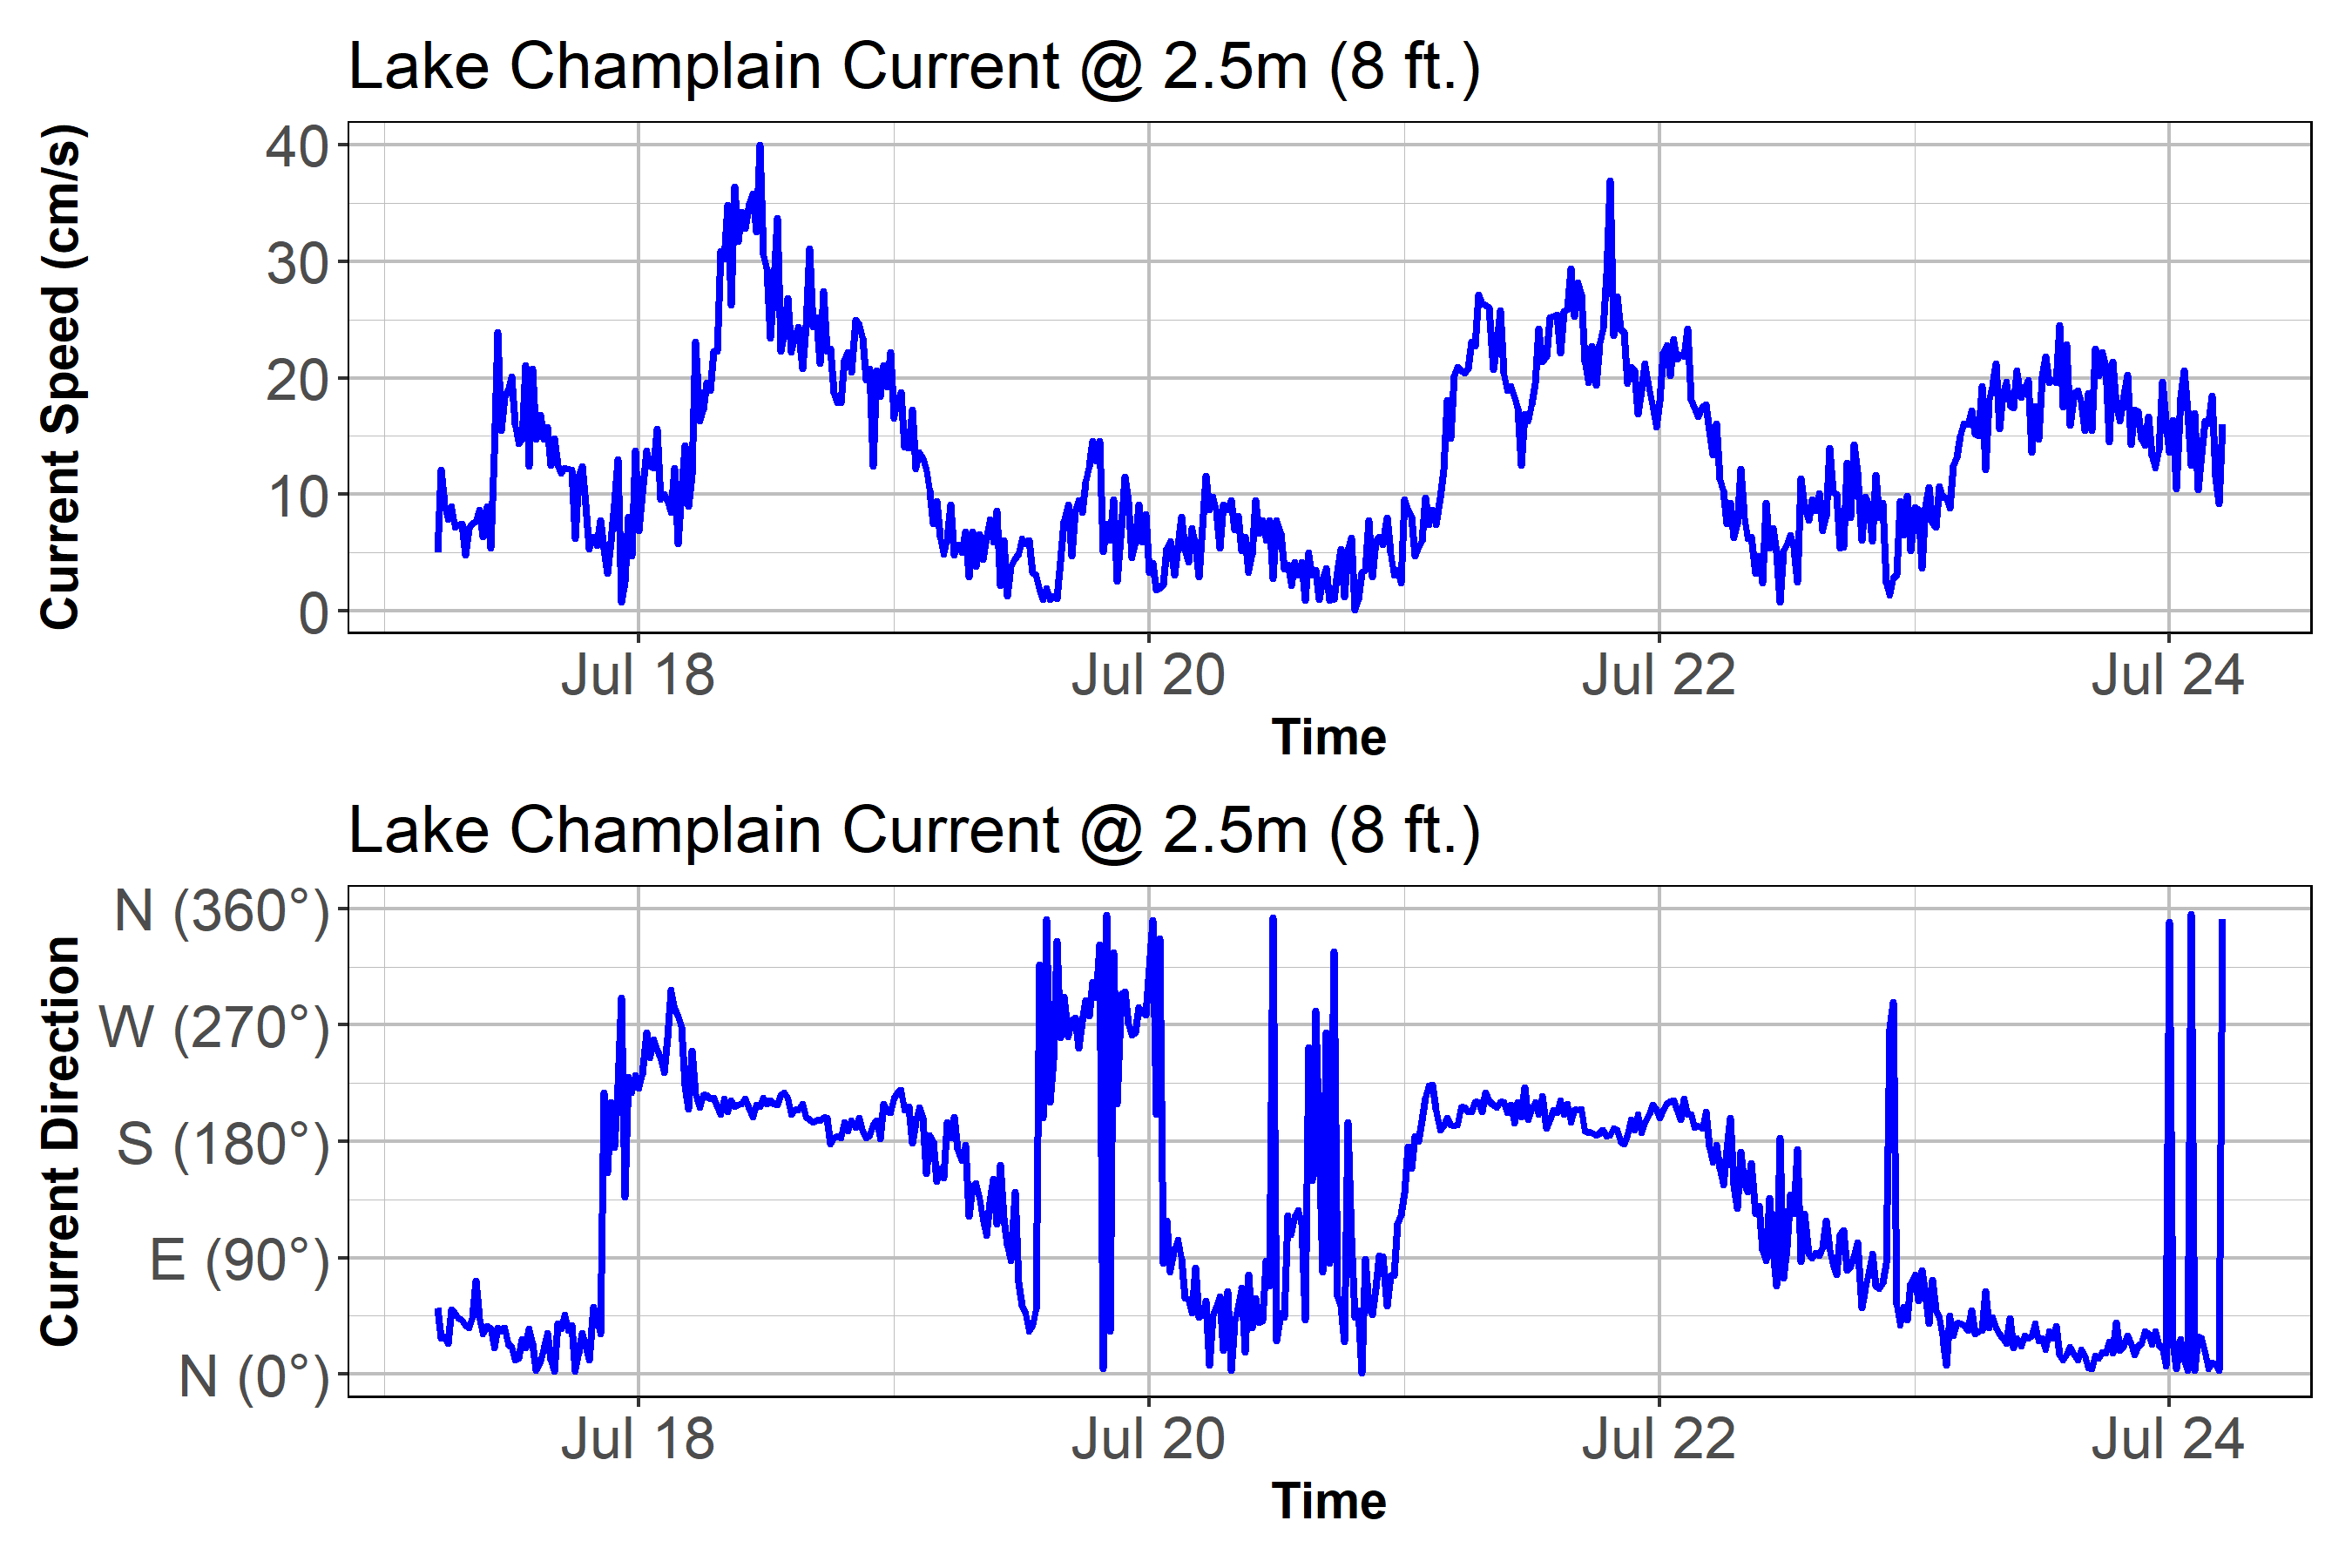 Lake Champlain Current @ 2.5m (8 ft.)
Current Speed (cm/s)
40
30
20
10
0
Jul 18 Jul 20 Jul 22 Jul 24
Time
Lake Champlain Current @ 2.5m (8 ft.)
Current Direction
N (360°)
W (270°)
S (180°)
E (90°)
N (0°)
Jul 18 Jul 20 Jul 22 Jul 24
Time